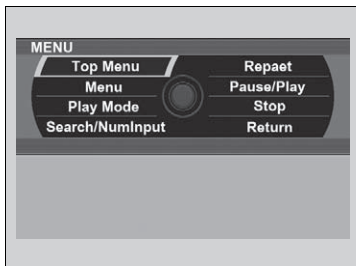 MENU
Top Menu
Menu
Play Mode
Search/NumInput
Repaet
Pause/Play
Stop
Return